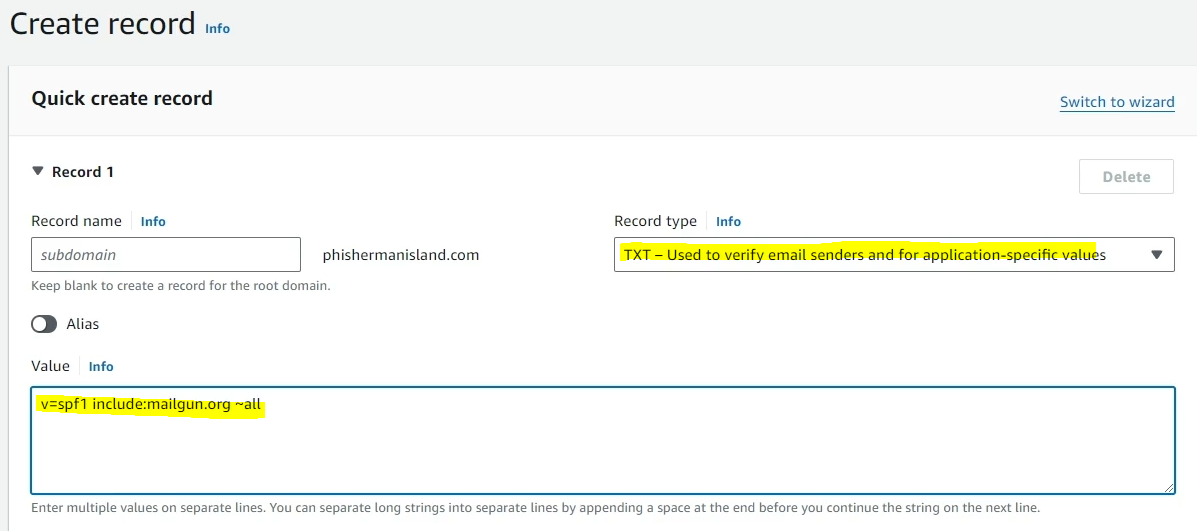 Create record Info
Quick create record
Switch to wizard
Record 1
Delete
Record name Info
Record type Info
subdomain
phishermanisland.com
TXT – Used to verify email senders and for application-specific values
Keep blank to create a record for the root domain.
Alias
Value Info
v=spf1 include:mailgun.org ~all
Enter multiple values on separate lines. You can separate long strings into separate lines by appending a space at the end before you continue the string on the next line.